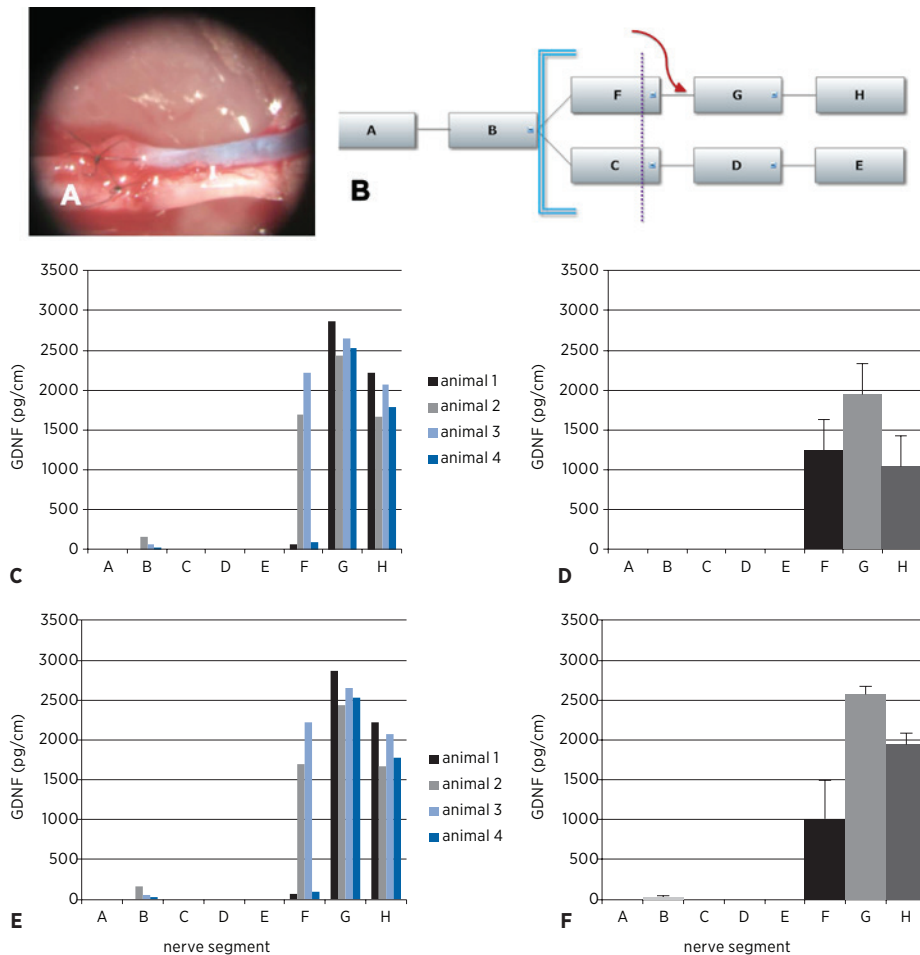 A
B
A
B
F
G
H
C
D
E
GDNF (pg/cm)
3500
3000
2500
2000
1500
1000
500
0
A B C D E F G H
C
animal 1
animal 2
animal 3
animal 4
GDNF (pg/cm)
3500
3000
2500
2000
1500
1000
500
0
A B C D E F G H
D
GDNF (pg/cm)
3500
3000
2500
2000
1500
1000
500
0
A B C D E F G H
E
nerve segment
animal 1
animal 2
animal 3
animal 4
GDNF (pg/cm)
3500
3000
2500
2000
1500
1000
500
0
A B C D E F G H
F
nerve segment